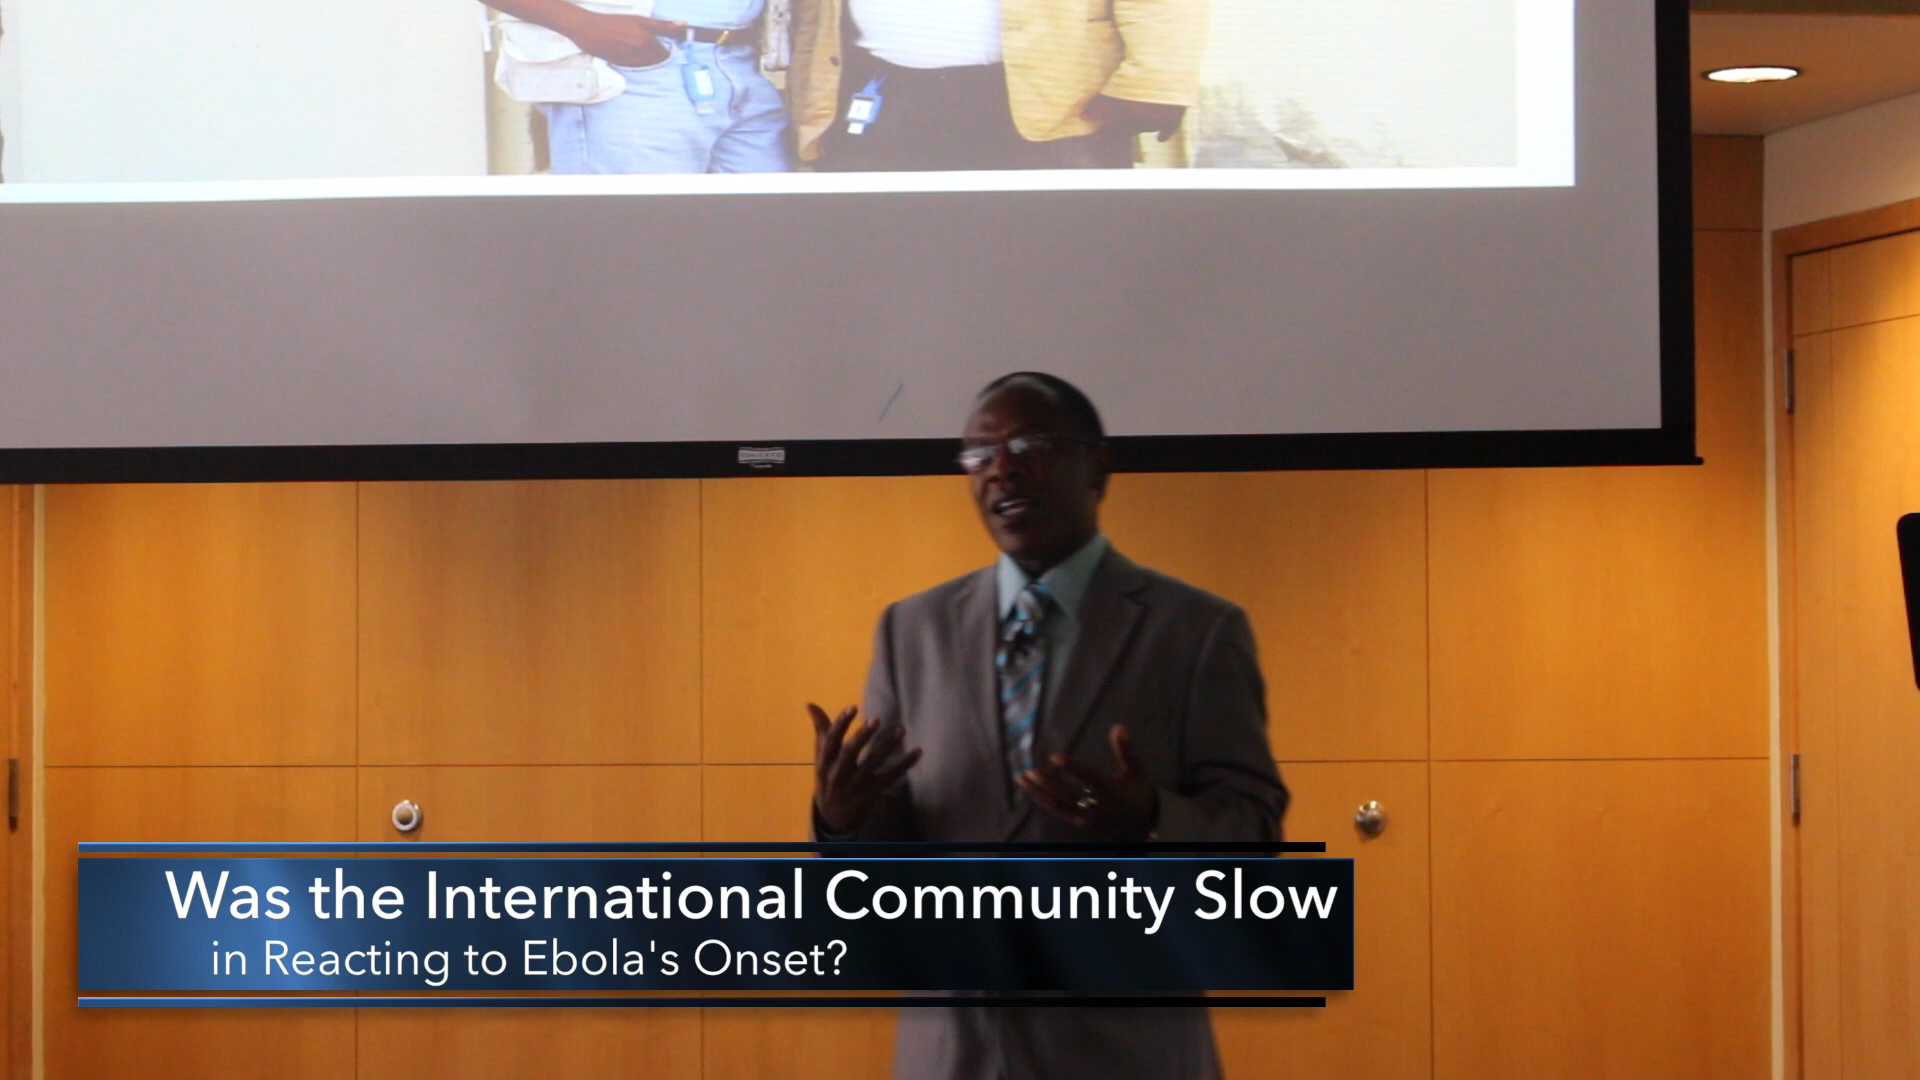 Was the International Community Slow
in Reacting to Ebola's Onset?